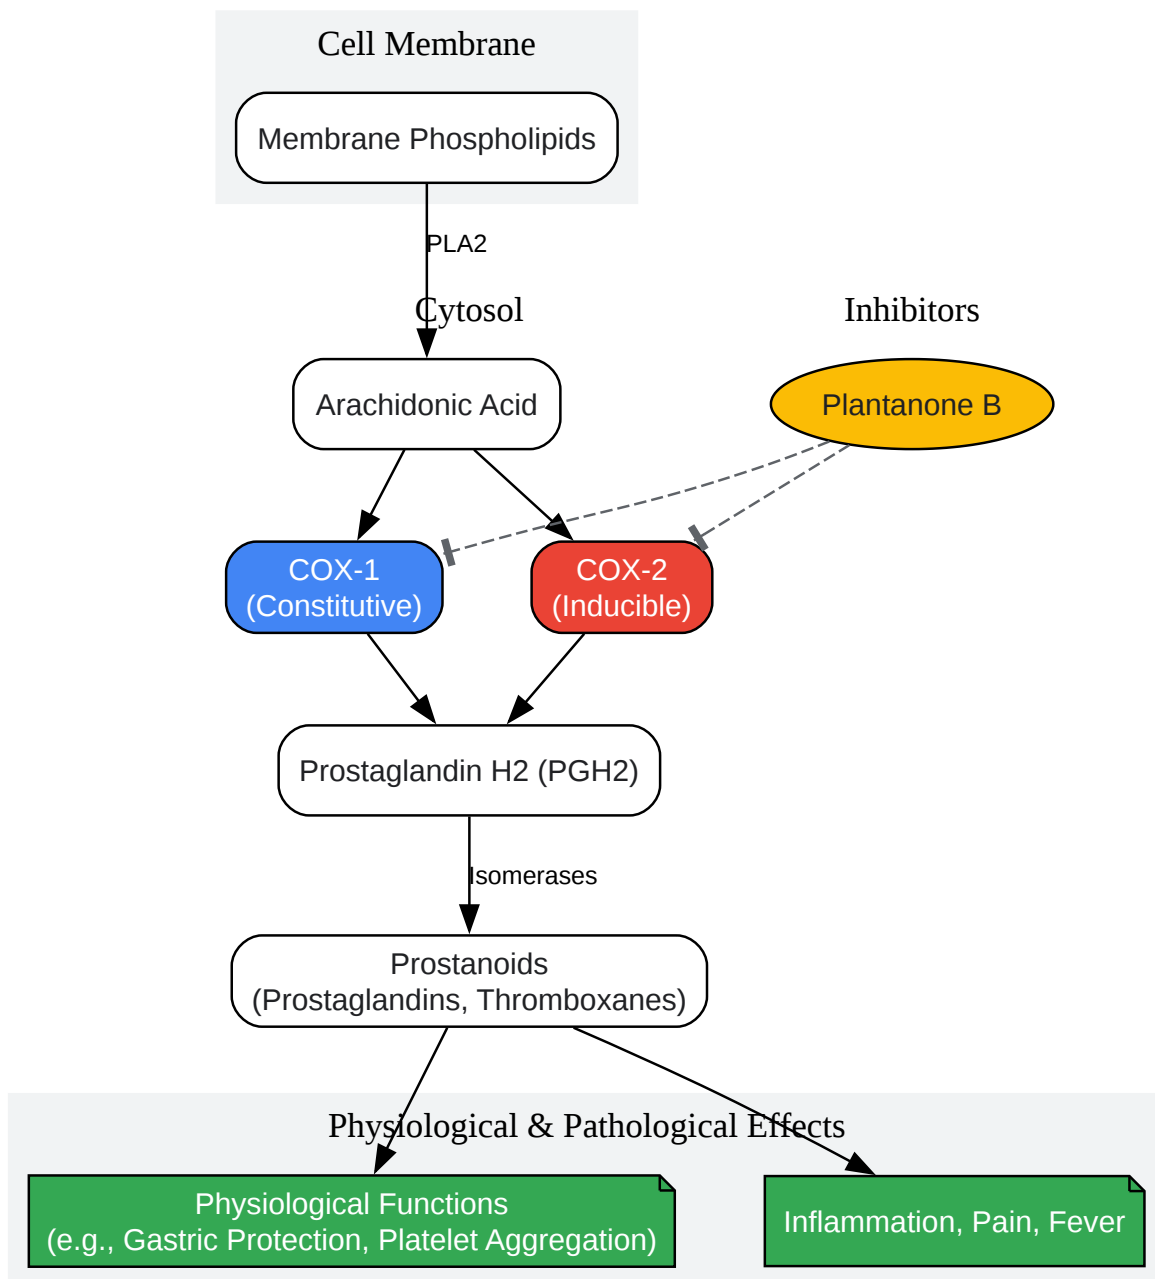 Cell Membrane
Membrane Phospholipids
PLA2
Cytosol
Inhibitors
Arachidonic Acid
Plantanone B
COX-1
(Constitutive)
COX-2
(Inducible)
Prostaglandin H2 (PGH2)
Isomerases
Prostanoids
(Prostaglandins, Thromboxanes)
Physiological & Pathological Effects
Physiological Functions
(e.g., Gastric Protection, Platelet Aggregation)
Inflammation, Pain, Fever